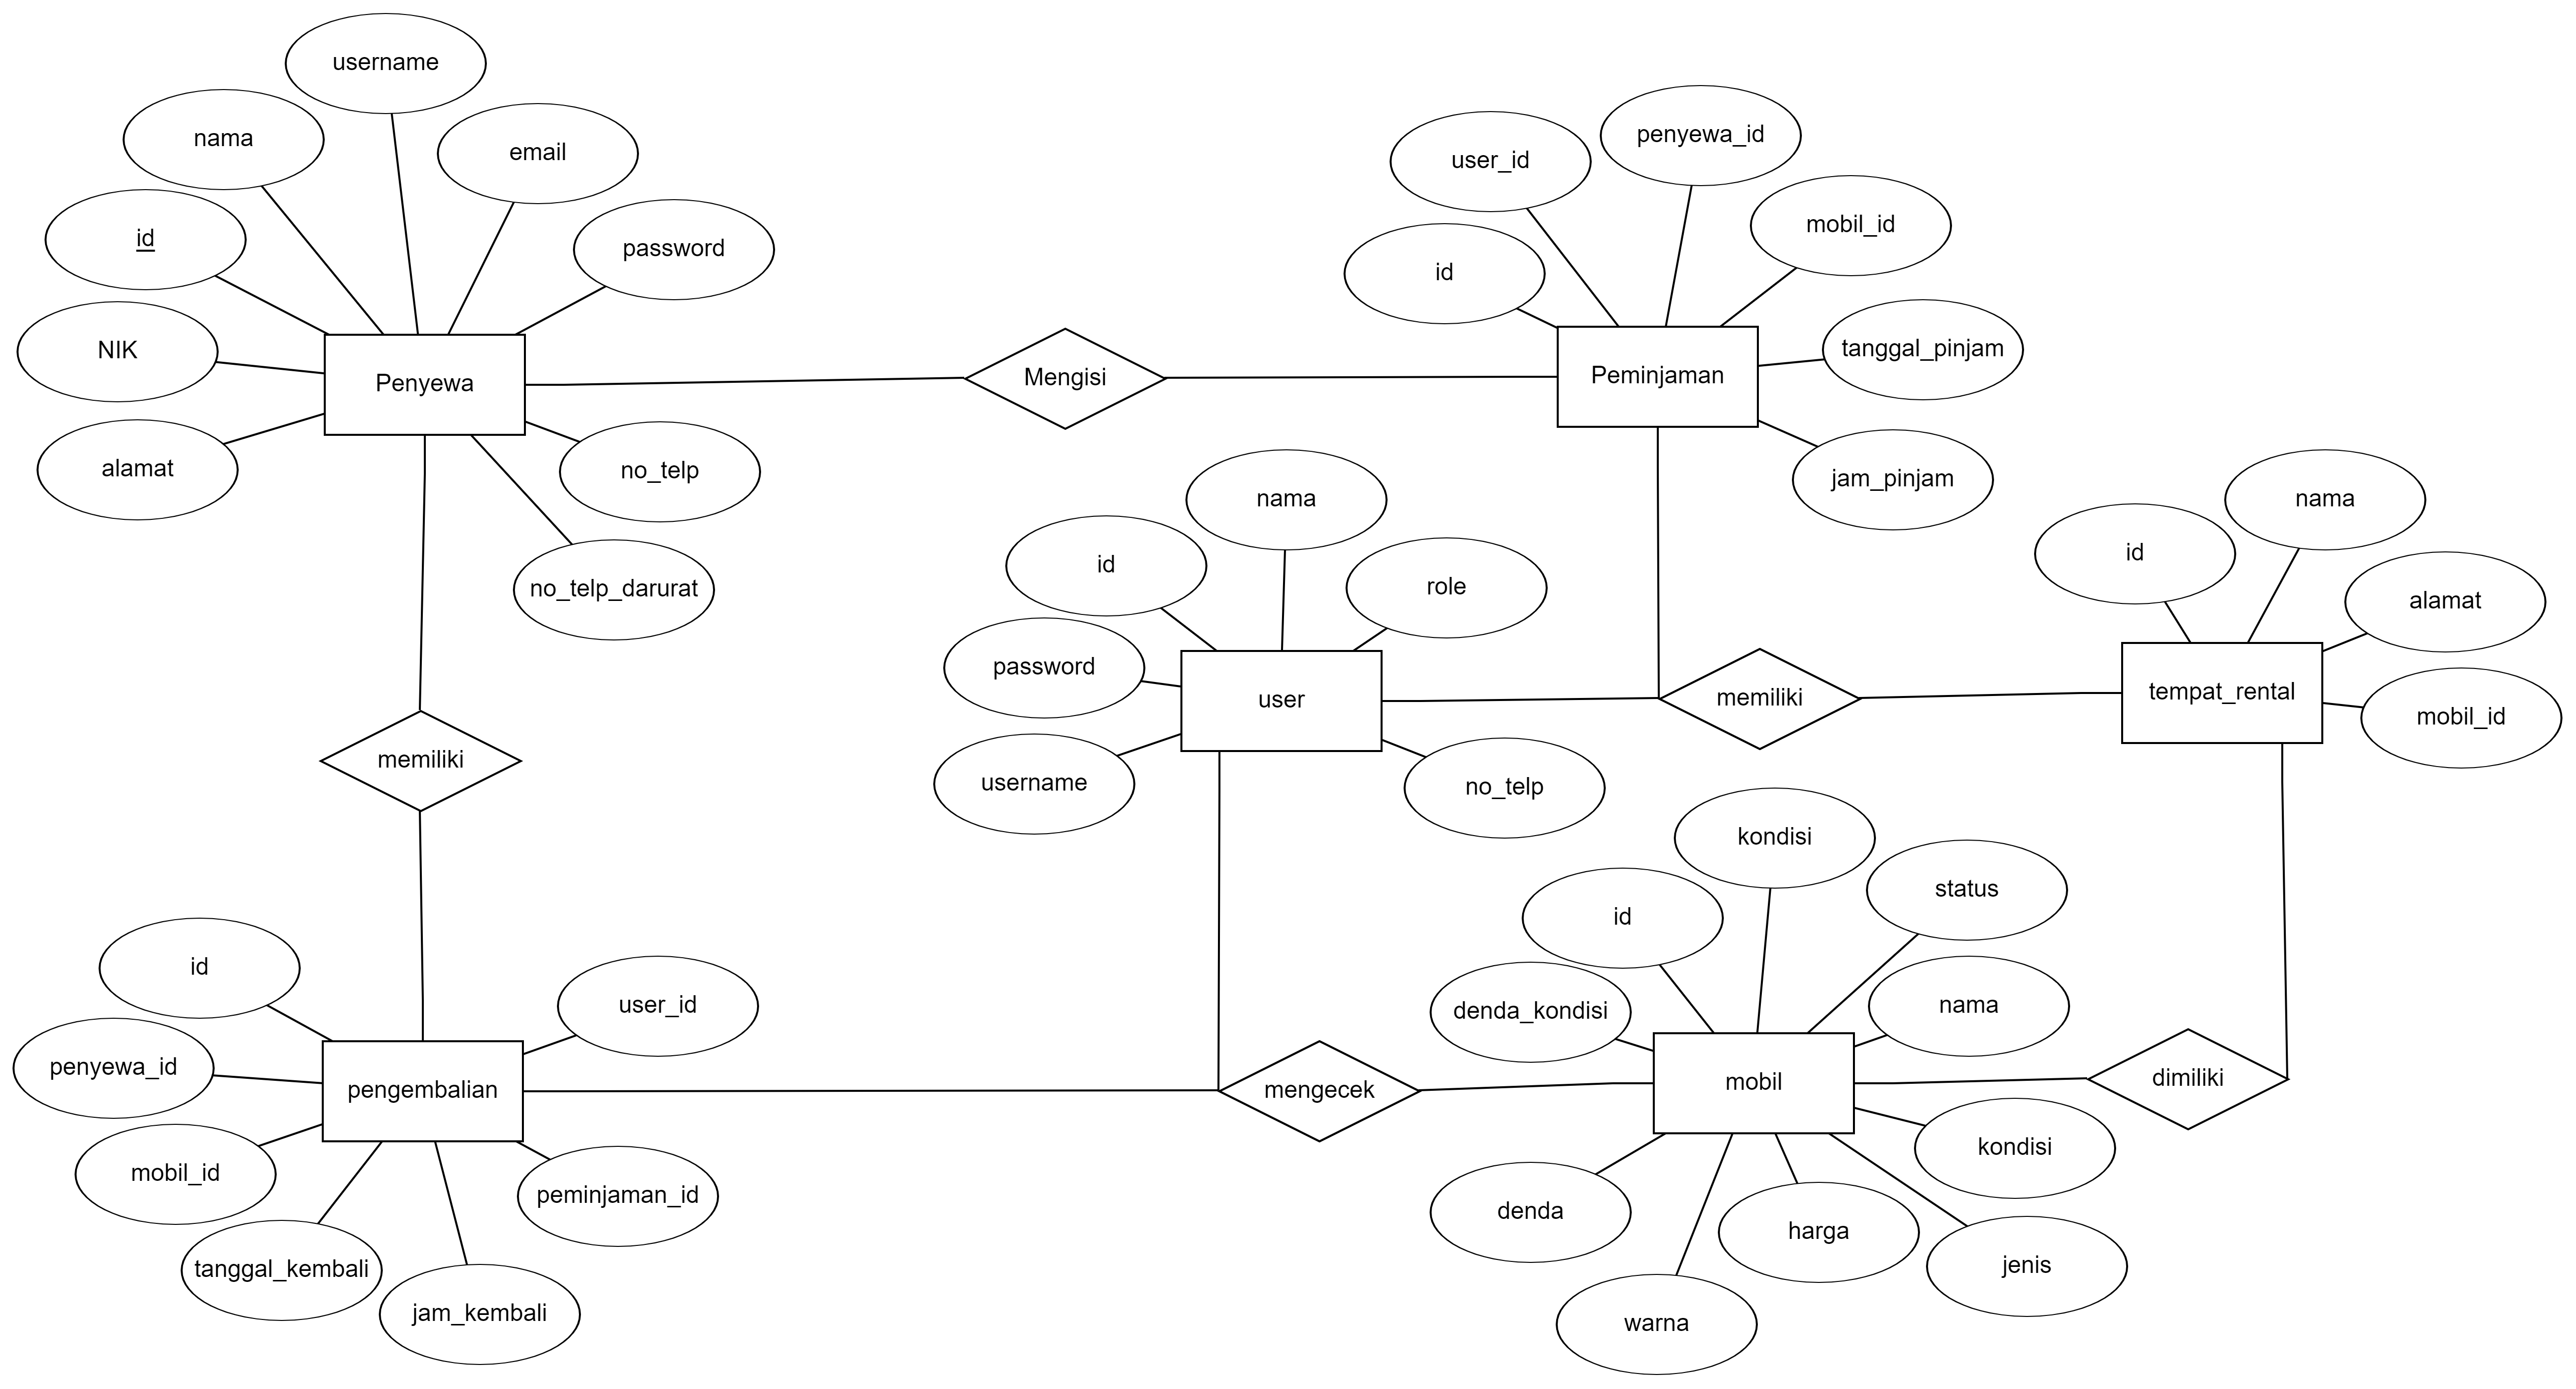 username
nama
email
id
password
NIK
Penyewa
alamat
no_telp
no_telp_darurat
Mengisi
penyewa_id
user_id
mobil_id
id
tanggal_pinjam
Peminjaman
jam_pinjam
nama
id
role
password
user
username
no_telp
memiliki
nama
id
alamat
tempat_rental
mobil_id
memiliki
kondisi
status
id
nama
denda_kondisi
mobil
dimiliki
kondisi
denda
harga
jenis
warna
mengecek
id
user_id
penyewa_id
pengembalian
mobil_id
peminjaman_id
tanggal_kembali
jam_kembali